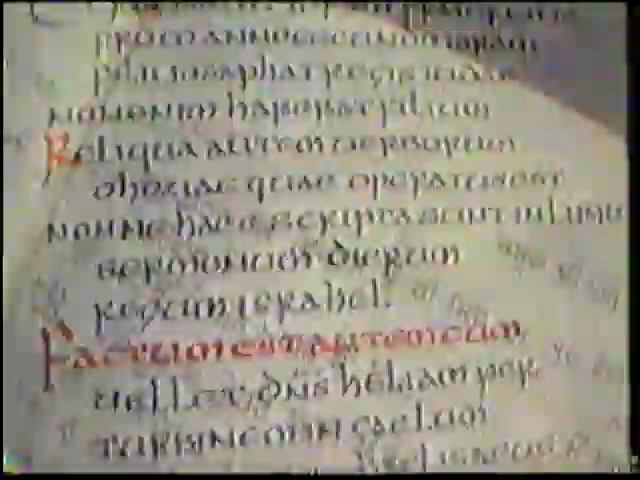 pro eo anno secundo ioram
filii iosaphat regis iudae
non enim habebat filium
Reliqua autem uerborum
ohoziae quae operatus est
nonne haec scripta sunt in libro
sermonum dierum
regum israhel.
Factum est autem cum
uellet dns heliam per
turbinem in caelum